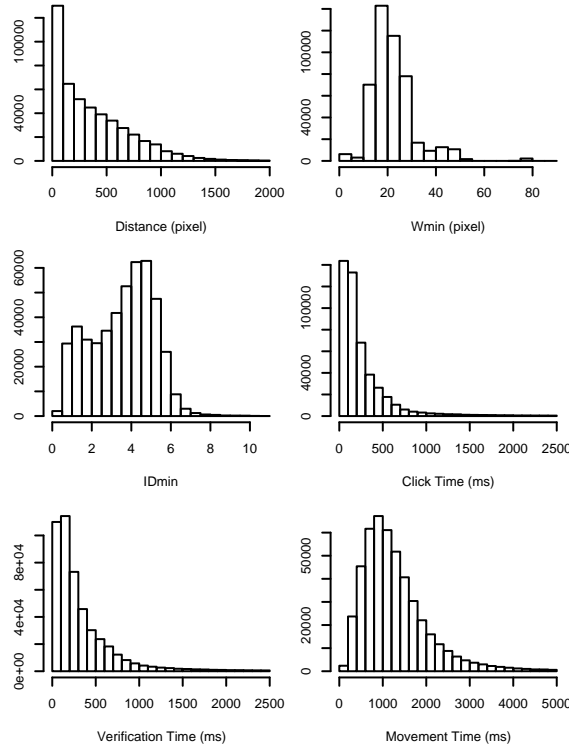 0 40000 100000
0 500 1000 1500 2000
Distance (pixel)
0 40000 100000
0 20 40 60 80
Wmin (pixel)
0 20000 40000 60000
0 2 4 6 8 10
IDmin
0 40000 100000
0 500 1000 1500 2000 2500
Click Time (ms)
0e+00 4e+04 8e+04
0 500 1000 1500 2000 2500
Verification Time (ms)
0 20000 50000
0 1000 2000 3000 4000 5000
Movement Time (ms)